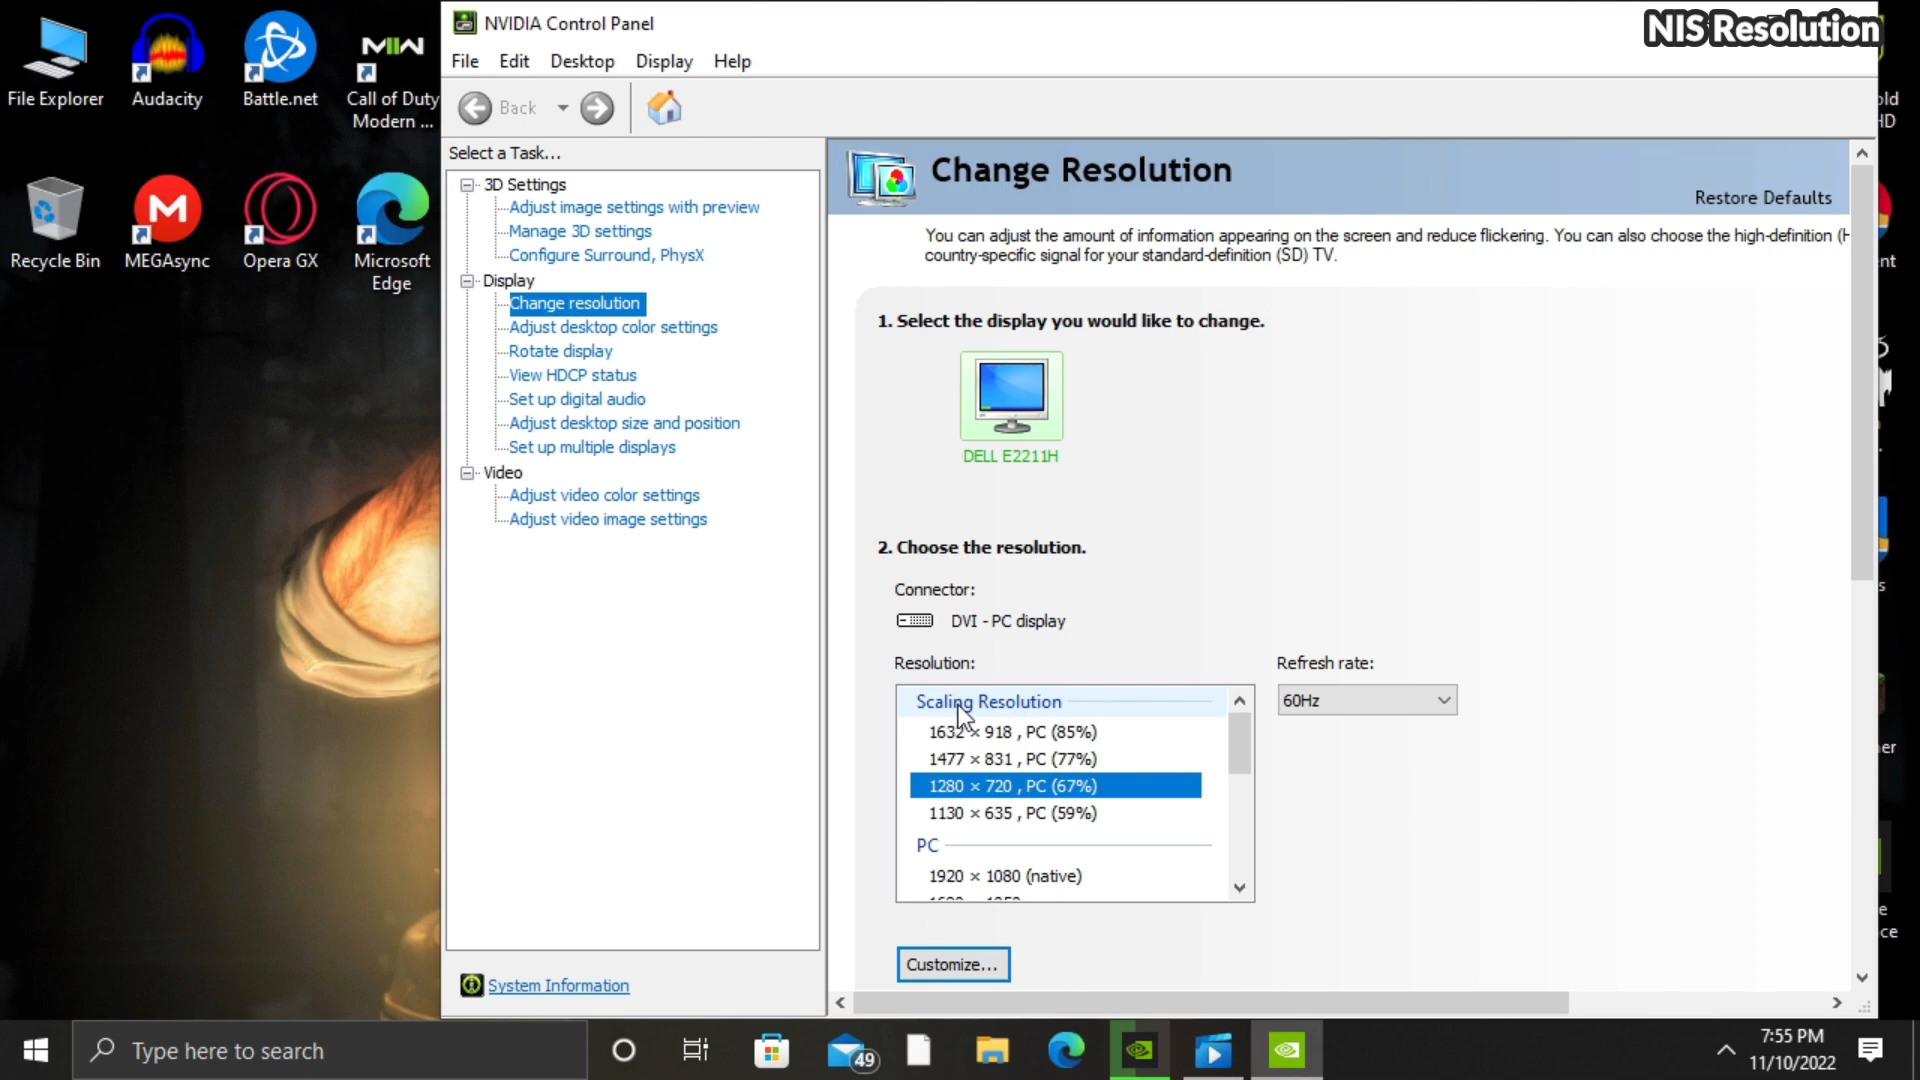 NIS Resolution
File Explorer
Audacity
Battle.net
Call of Duty
Modern ...
Recycle Bin
MEGAsync
Opera GX
Microsoft
Edge
NVIDIA Control Panel
File Edit Desktop Display Help
Back
Select a Task...
3D Settings
Adjust image settings with preview
Manage 3D settings
Configure Surround, PhysX
Display
Change resolution
Adjust desktop color settings
Rotate display
View HDCP status
Set up digital audio
Adjust desktop size and position
Set up multiple displays
Video
Adjust video color settings
Adjust video image settings
System Information
Change Resolution
Restore Defaults
You can adjust the amount of information appearing on the screen and reduce flickering. You can also choose the high-definition (H
country-specific signal for your standard-definition (SD) TV.
1. Select the display you would like to change.
DELL E2211H
2. Choose the resolution.
Connector:
DVI - PC display
Resolution:
Refresh rate:
Scaling Resolution
60Hz
1632 × 918 , PC (85%)
1477 × 831 , PC (77%)
1280 × 720 , PC (67%)
1130 × 635 , PC (59%)
PC
1920 × 1080 (native)
Customize...
Type here to search
49
7:55 PM
11/10/2022